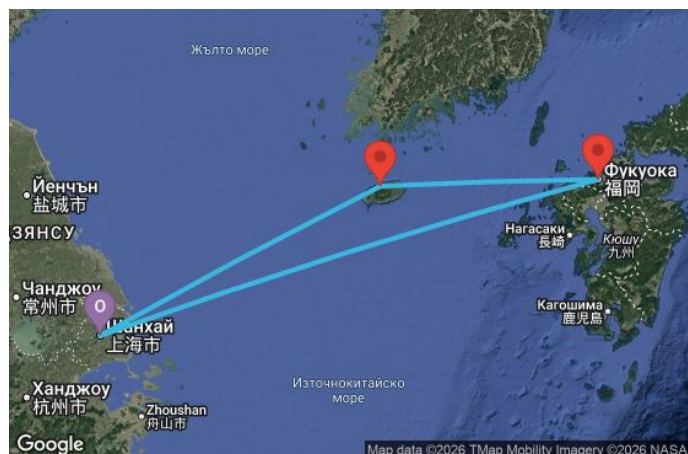 Жълто море
Йенчън
盐城市
ДЗЯНСУ
Чанджоу
常州市
O
Шанхай
上海市
Ханджоу
杭州市
Zhoushan
舟山市
Източнокитайско
море
Фукуока
福岡
Нагасаки
長崎
Кюшу
九州
Кагошима
鹿児島
Google
Map data ©2026 TMap Mobility Imagery ©2026 NASA